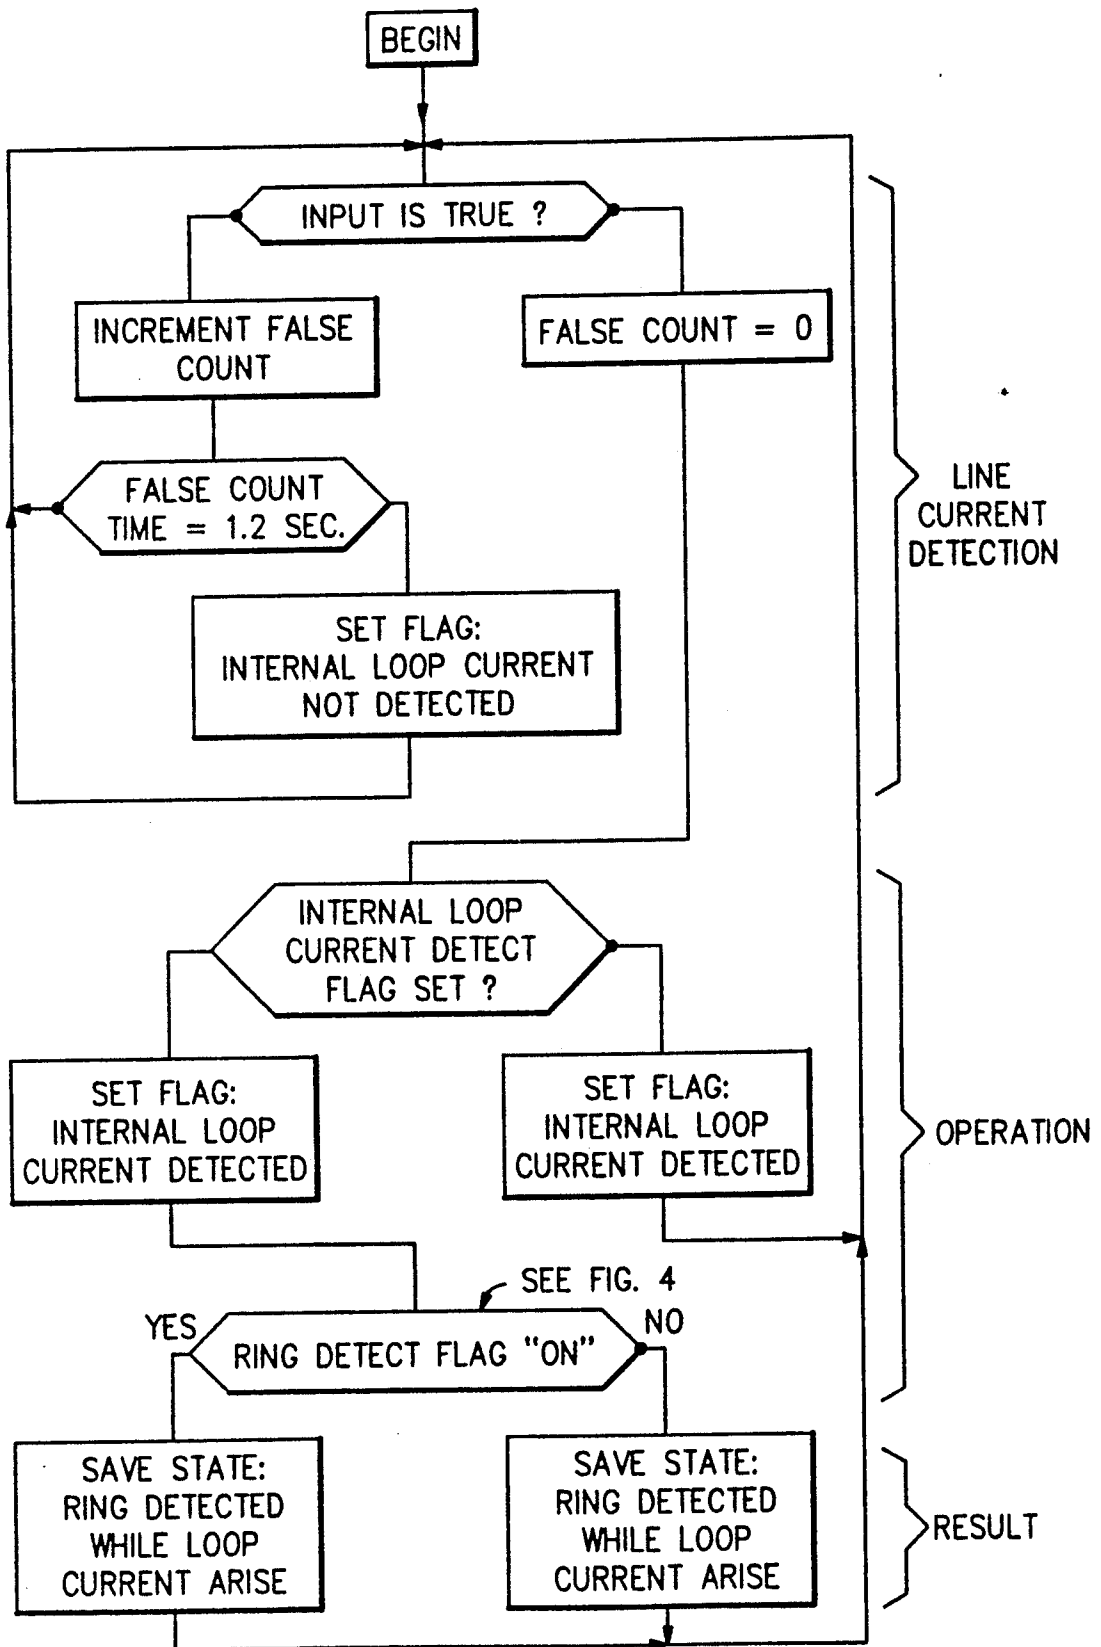 BEGIN
INPUT IS TRUE ?
INCREMENT FALSE
COUNT
FALSE COUNT = 0
FALSE COUNT
TIME = 1.2 SEC.
LINE
CURRENT
DETECTION
SET FLAG:
INTERNAL LOOP CURRENT
NOT DETECTED
INTERNAL LOOP
CURRENT DETECT
FLAG SET ?
SET FLAG:
INTERNAL LOOP
CURRENT DETECTED
SET FLAG:
INTERNAL LOOP
CURRENT DETECTED
OPERATION
SEE FIG. 4
YES
RING DETECT FLAG "ON"
NO
SAVE STATE:
RING DETECTED
WHILE LOOP
CURRENT ARISE
SAVE STATE:
RING DETECTED
WHILE LOOP
CURRENT ARISE
RESULT